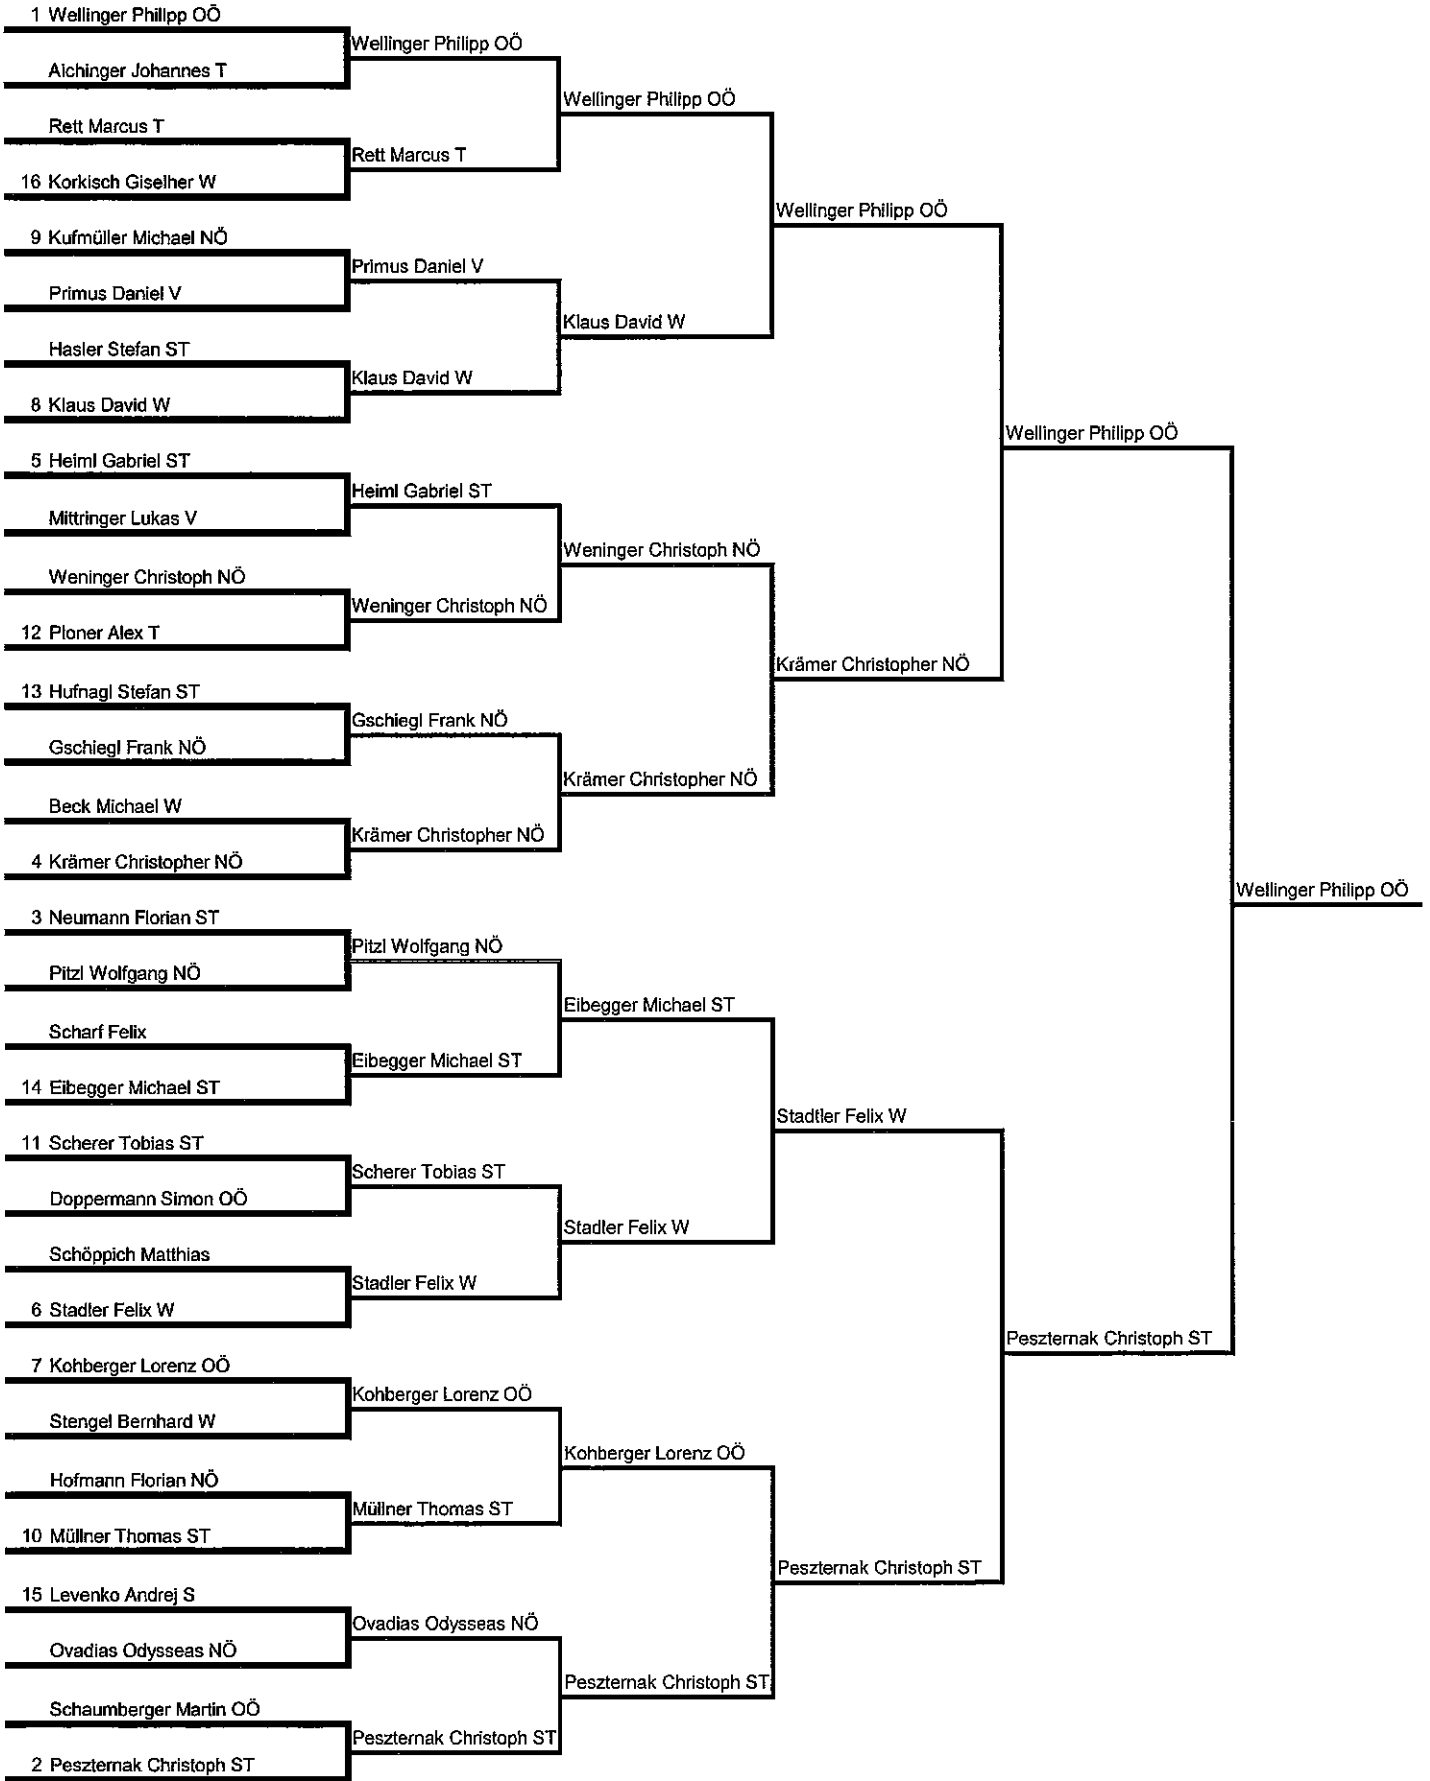 1 Wellinger Philipp OÖ
Aichinger Johannes T
Rett Marcus T
16 Korkisch Giselher W
9 Kufmüller Michael NÖ
Primus Daniel V
Hasler Stefan ST
8 Klaus David W
5 Heiml Gabriel ST
Mittringer Lukas V
Weninger Christoph NÖ
12 Ploner Alex T
13 Hufnagl Stefan ST
Gschiegl Frank NÖ
Beck Michael W
4 Krämer Christopher NÖ
3 Neumann Florian ST
Pitzl Wolfgang NÖ
Scharf Felix
14 Eibegger Michael ST
11 Scherer Tobias ST
Doppermann Simon OÖ
Schöppich Matthias
6 Stadler Felix W
7 Kohberger Lorenz OÖ
Stengel Bernhard W
Hofmann Florian NÖ
10 Müllner Thomas ST
15 Levenko Andrej S
Ovadias Odysseas NÖ
Schaumberger Martin OÖ
2 Peszternak Christoph ST
Wellinger Philipp OÖ
Rett Marcus T
Primus Daniel V
Klaus David W
Heiml Gabriel ST
Weninger Christoph NÖ
Gschiegl Frank NÖ
Krämer Christopher NÖ
Pitzl Wolfgang NÖ
Eibegger Michael ST
Scherer Tobias ST
Stadler Felix W
Kohberger Lorenz OÖ
Müllner Thomas ST
Ovadias Odysseas NÖ
Peszternak Christoph ST
Wellinger Philipp OÖ
Klaus David W
Weninger Christoph NÖ
Krämer Christopher NÖ
Eibegger Michael ST
Stadler Felix W
Kohberger Lorenz OÖ
Peszternak Christoph ST
Wellinger Philipp OÖ
Krämer Christopher NÖ
Stadtler Felix W
Peszternak Christoph ST
Wellinger Philipp OÖ
Peszternak Christoph ST
Wellinger Philipp OÖ